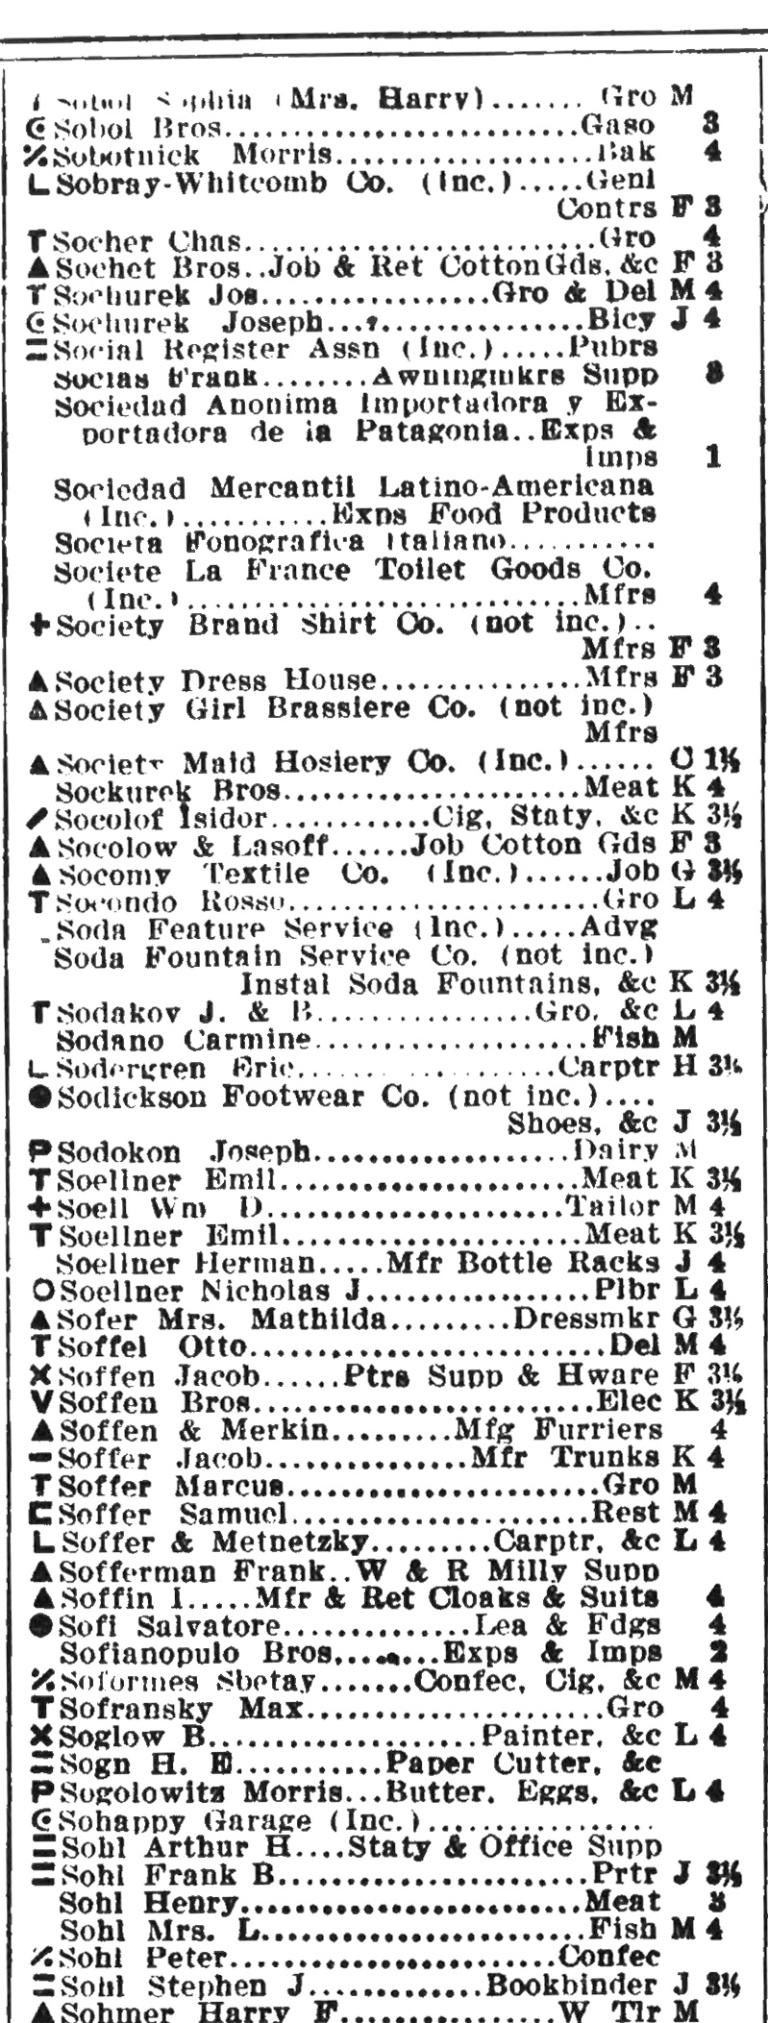 Sobol Sophia (Mrs. Harry)....... Gro M
Sobol Bros............................Gaso 3
Sobotnick Morris....................Bak 4
Sobray-Whitcomb Co. (Inc.).....Genl
Contrs F 3
Socher Chas............................Gro 4
Sochet Bros..Job & Ret Cotton Gds, &c F 3
Sochurek Jos..................Gro & Del M 4
Sochurek Joseph....................Bicy J 4
Social Register Assn (Inc.).....Pubrs
Socias Frank........Awningmkrs Supp 3
Sociedad Anonima Importadora y Ex-
portadora de la Patagonia..Exps &
Imps 1
Sociedad Mercantil Latino-Americana
(Inc.)...........Exps Food Products
Societa Fonografica Italiano...........
Societe La France Toilet Goods Co.
(Inc.)...............................Mfrs 4
Society Brand Shirt Co. (not inc.)..
Mfrs F 3
Society Dress House................Mfrs F 3
Society Girl Brassiere Co. (not inc.)
Mfrs
Society Maid Hosiery Co. (Inc.)...... O 1½
Sockurek Bros........................Meat K 4
Socolof Isidor............Cig, Staty, &c K 3½
Socolow & Lasoff......Job Cotton Gds F 3
Socomy Textile Co. (Inc.)......Job G 3½
Socondo Rosso.........................Gro L 4
Soda Feature Service (Inc.).....Advg
Soda Fountain Service Co. (not inc.)
Instal Soda Fountains, &c K 3½
Sodakov J. & B.................Gro, &c L 4
Sodano Carmine......................Fish M
Sodergren Eric....................Carptr H 3½
Sodickson Footwear Co. (not inc.)....
Shoes, &c J 3½
Sodokon Joseph....................Dairy M
Soellner Emil........................Meat K 3½
Soell Wm D........................Tailor M 4
Soellner Emil........................Meat K 3½
Soellner Herman.....Mfr Bottle Racks J 4
Soellner Nicholas J..................Plbr L 4
Sofer Mrs. Mathilda.........Dressmkr G 3½
Soffel Otto............................Del M 4
Soffen Jacob......Ptrs Supp & Hware F 3½
Soffen Bros...........................Elec K 3½
Soffen & Merkin.........Mfg Furriers 4
Soffer Jacob................Mfr Trunks K 4
Soffer Marcus.........................Gro M
Soffer Samuel........................Rest M 4
Soffer & Metnetzky.........Carptr, &c L 4
Sofferman Frank..W & R Milly Supp
Soffin I.....Mfr & Ret Cloaks & Suits 4
Sofi Salvatore..............Lea & Fdgs 4
Sofianopulo Bros........Exps & Imps 2
Soformes Sbetay.......Confec, Cig, &c M 4
Sofransky Max........................Gro 4
Soglow B.....................Painter, &c L 4
Sogn H. E...........Paper Cutter, &c
Sogolowitz Morris...Butter, Eggs, &c L 4
Sohappy Garage (Inc.)..................
Sohl Arthur H....Staty & Office Supp
Sohl Frank B.........................Prtr J 3½
Sohl Henry...........................Meat 3
Sohl Mrs. L..........................Fish M 4
Sohl Peter..........................Confec
Sohl Stephen J.............Bookbinder J 3½
Sohmer Harry F.................W Tlr M